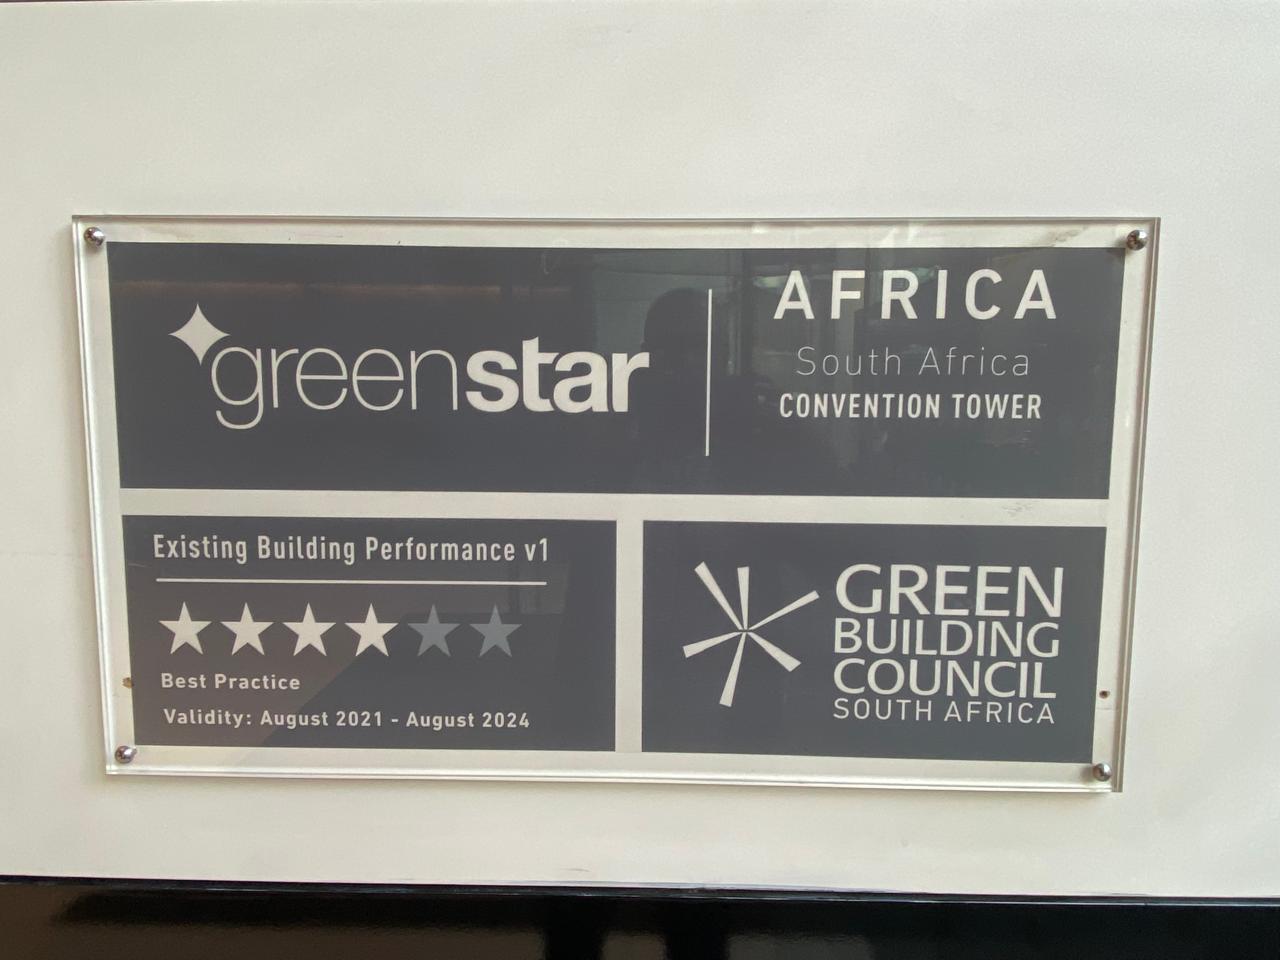 greenstar
AFRICA
South Africa
CONVENTION TOWER
Existing Building Performance v1
Best Practice
Validity: August 2021 - August 2024
GREEN
BUILDING
COUNCIL
SOUTH AFRICA